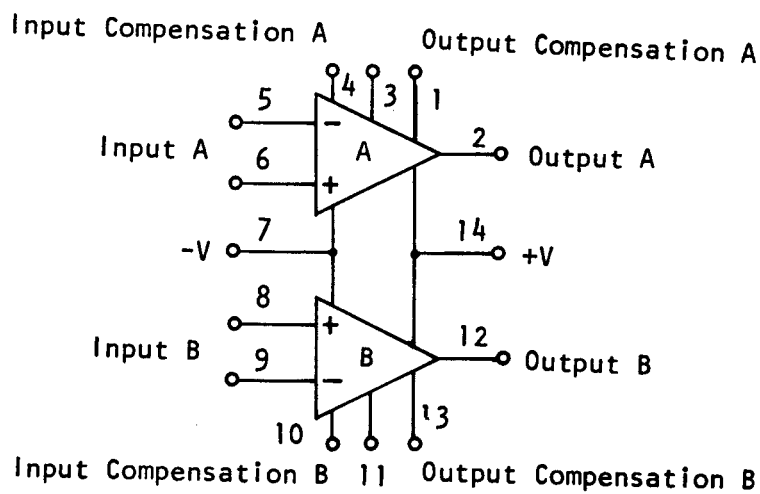 Input Compensation A
Output Compensation A
4 3 1
5
Input A
6
−
+
A
2
Output A
7
-V
14
+V
8
Input B
9
+
−
B
12
Output B
10
13
Input Compensation B 11 Output Compensation B